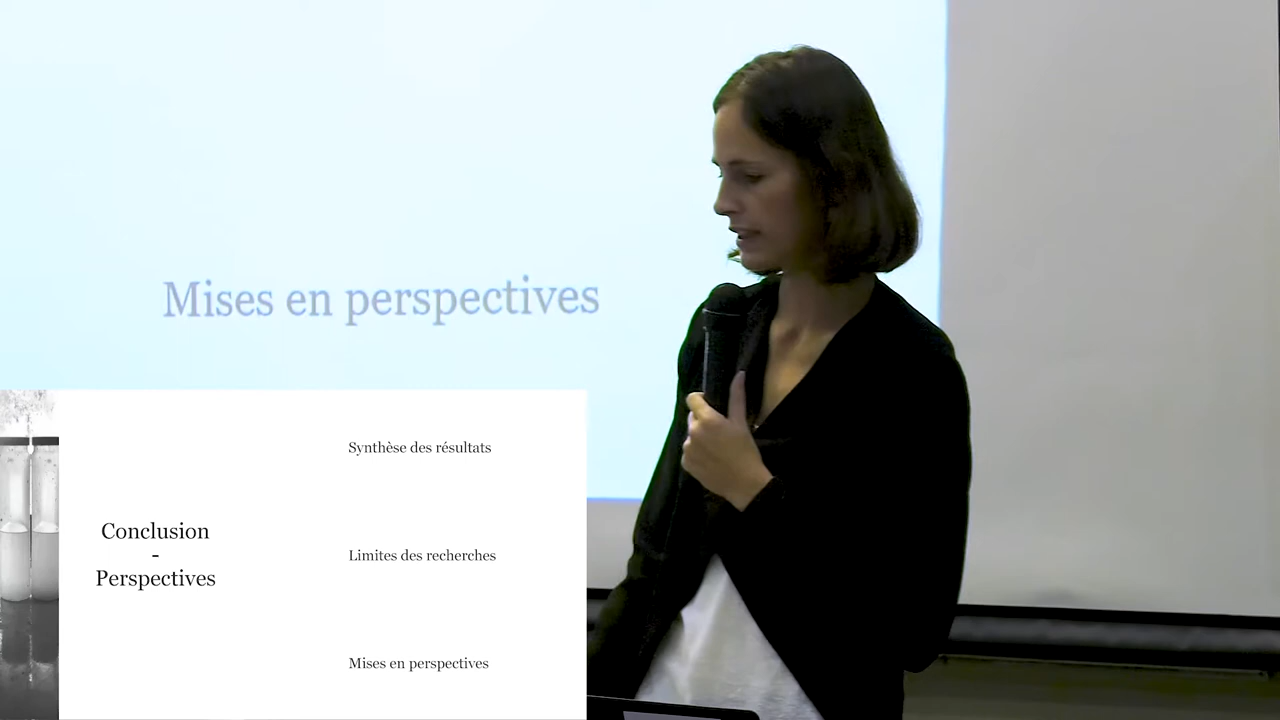 Mises en perspectives
Synthèse des résultats
Conclusion
-
Perspectives
Limites des recherches
Mises en perspectives